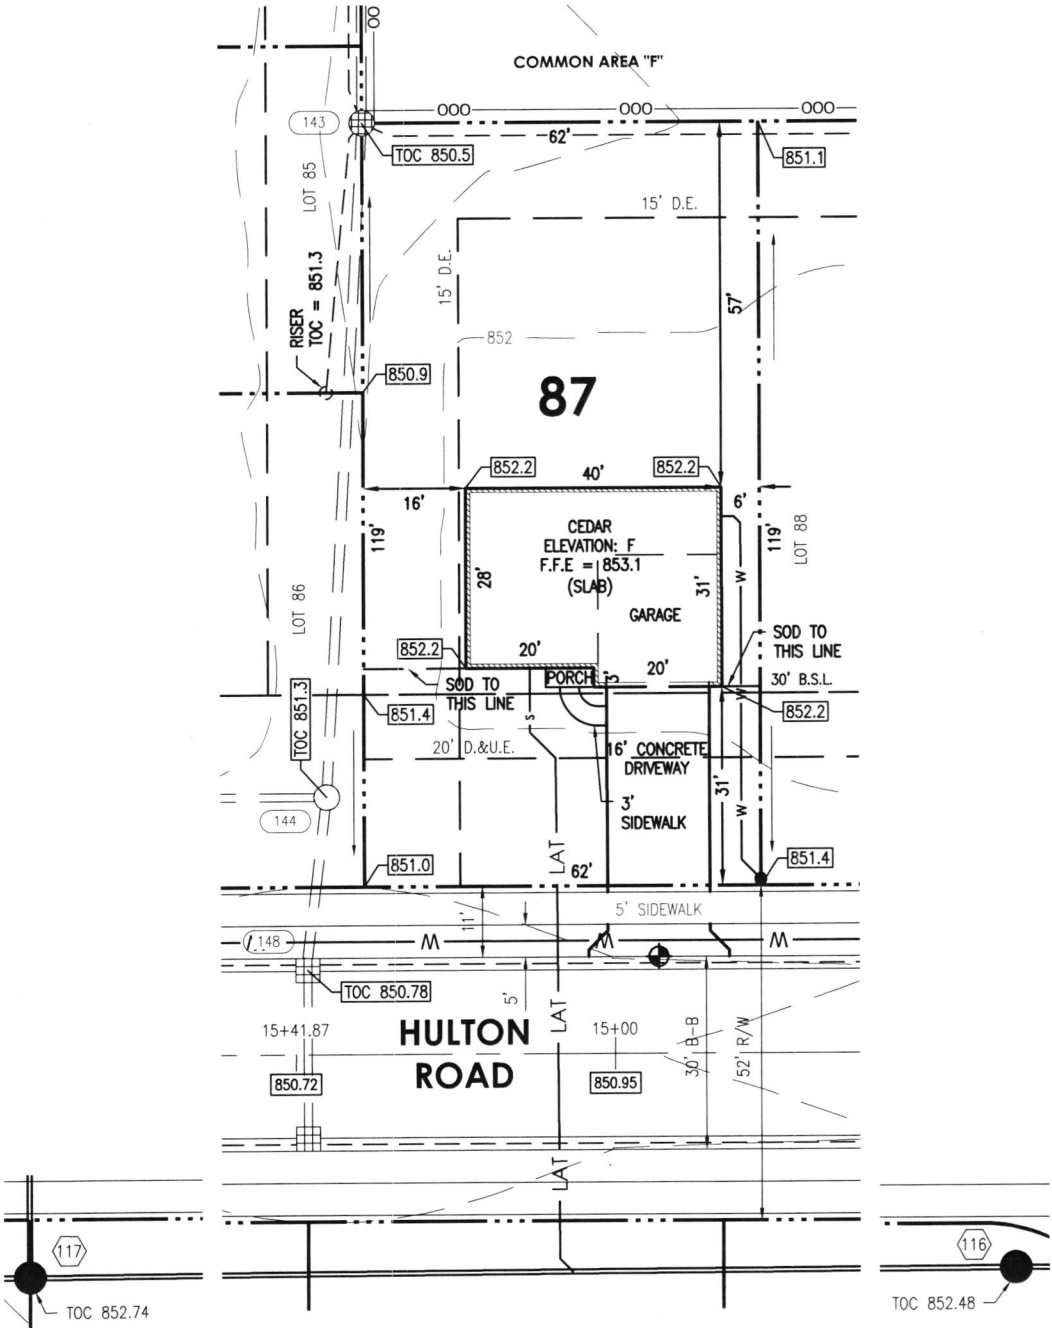 COMMON AREA "F"
OO
OOO
OOO
OOO
143
62'
TOC 850.5
851.1
LOT 85
15' D.E.
15' D.E.
RISER
TOC = 851.3
57'
852
850.9
87
852.2
40'
852.2
16'
6'
119'
119'
LOT 88
CEDAR
ELEVATION: F
F.F.E = 853.1
(SLAB)
28'
31'
W
GARAGE
LOT 86
SOD TO
THIS LINE
852.2
20'
20'
PORCH
3'
30' B.S.L.
SOD TO
THIS LINE
W
852.2
TOC 851.3
851.4
S
20' D.&U.E.
16' CONCRETE
DRIVEWAY
31'
3'
SIDEWALK
W
144
LAT
851.0
62'
851.4
11'
5' SIDEWALK
148
W
W
W
TOC 850.78
5'
LAT
15+41.87
HULTON
ROAD
15+00
30' B-B
52' R/W
850.72
850.95
LAT
117
116
TOC 852.74
TOC 852.48